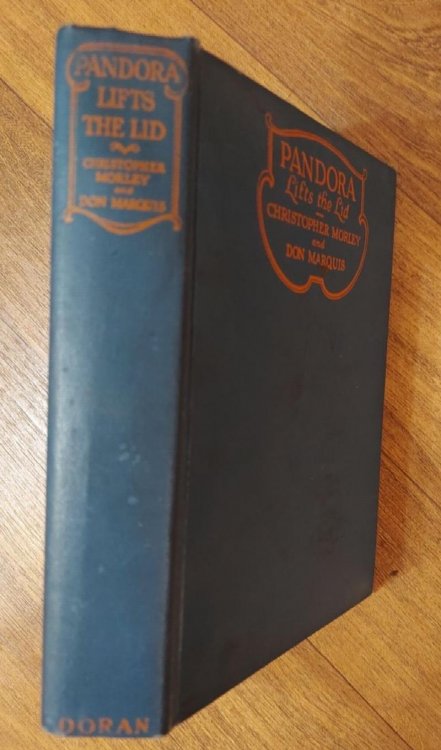 PANDORA
LIFTS
THE LID
CHRISTOPHER
MORLEY
and
DON MARQUIS
DORAN
PANDORA
Lifts the Lid
CHRISTOPHER MORLEY
and
DON MARQUIS